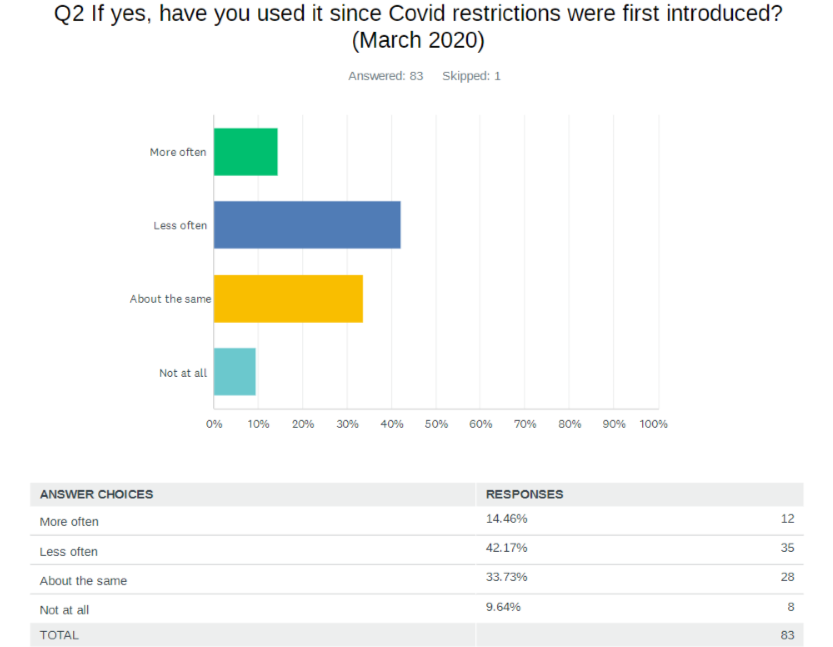 Q2 If yes, have you used it since Covid restrictions were first introduced?
(March 2020)
Answered: 83 Skipped: 1
More often
Less often
About the same
Not at all
0% 10% 20% 30% 40% 50% 60% 70% 80% 90% 100%
ANSWER CHOICES RESPONSES
More often 14.46% 12
Less often 42.17% 35
About the same 33.73% 28
Not at all 9.64% 8
TOTAL 83